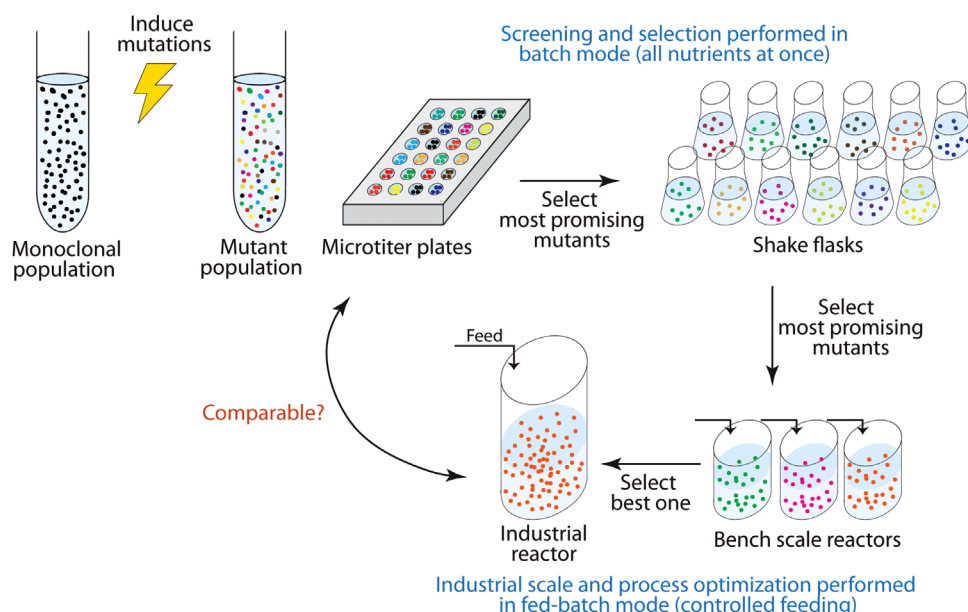 Induce
mutations
Screening and selection performed in
batch mode (all nutrients at once)
Select
most promising
mutants
Monoclonal
population
Mutant
population
Microtiter plates
Shake flasks
Select
most promising
mutants
Feed
Comparable?
Select
best one
Industrial
reactor
Bench scale reactors
Industrial scale and process optimization performed
in fed-batch mode (controlled feeding)